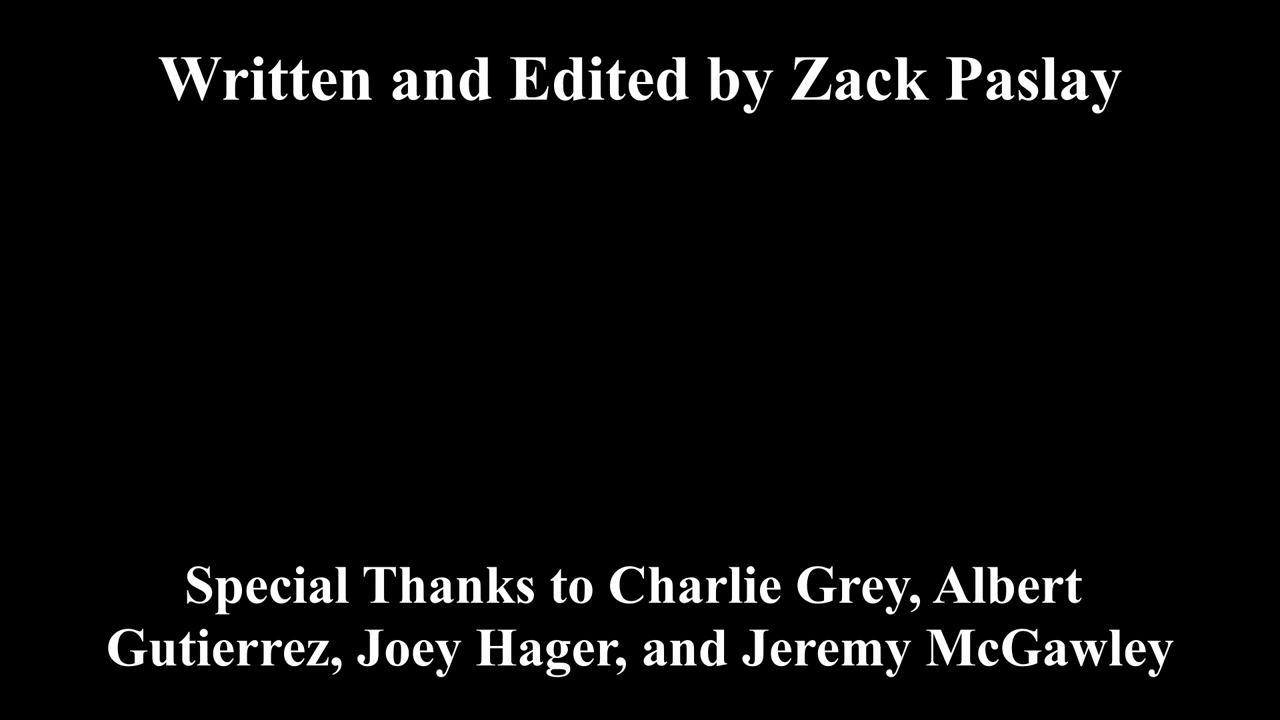 Written and Edited by Zack Paslay
Special Thanks to Charlie Grey, Albert
Gutierrez, Joey Hager, and Jeremy McGawley